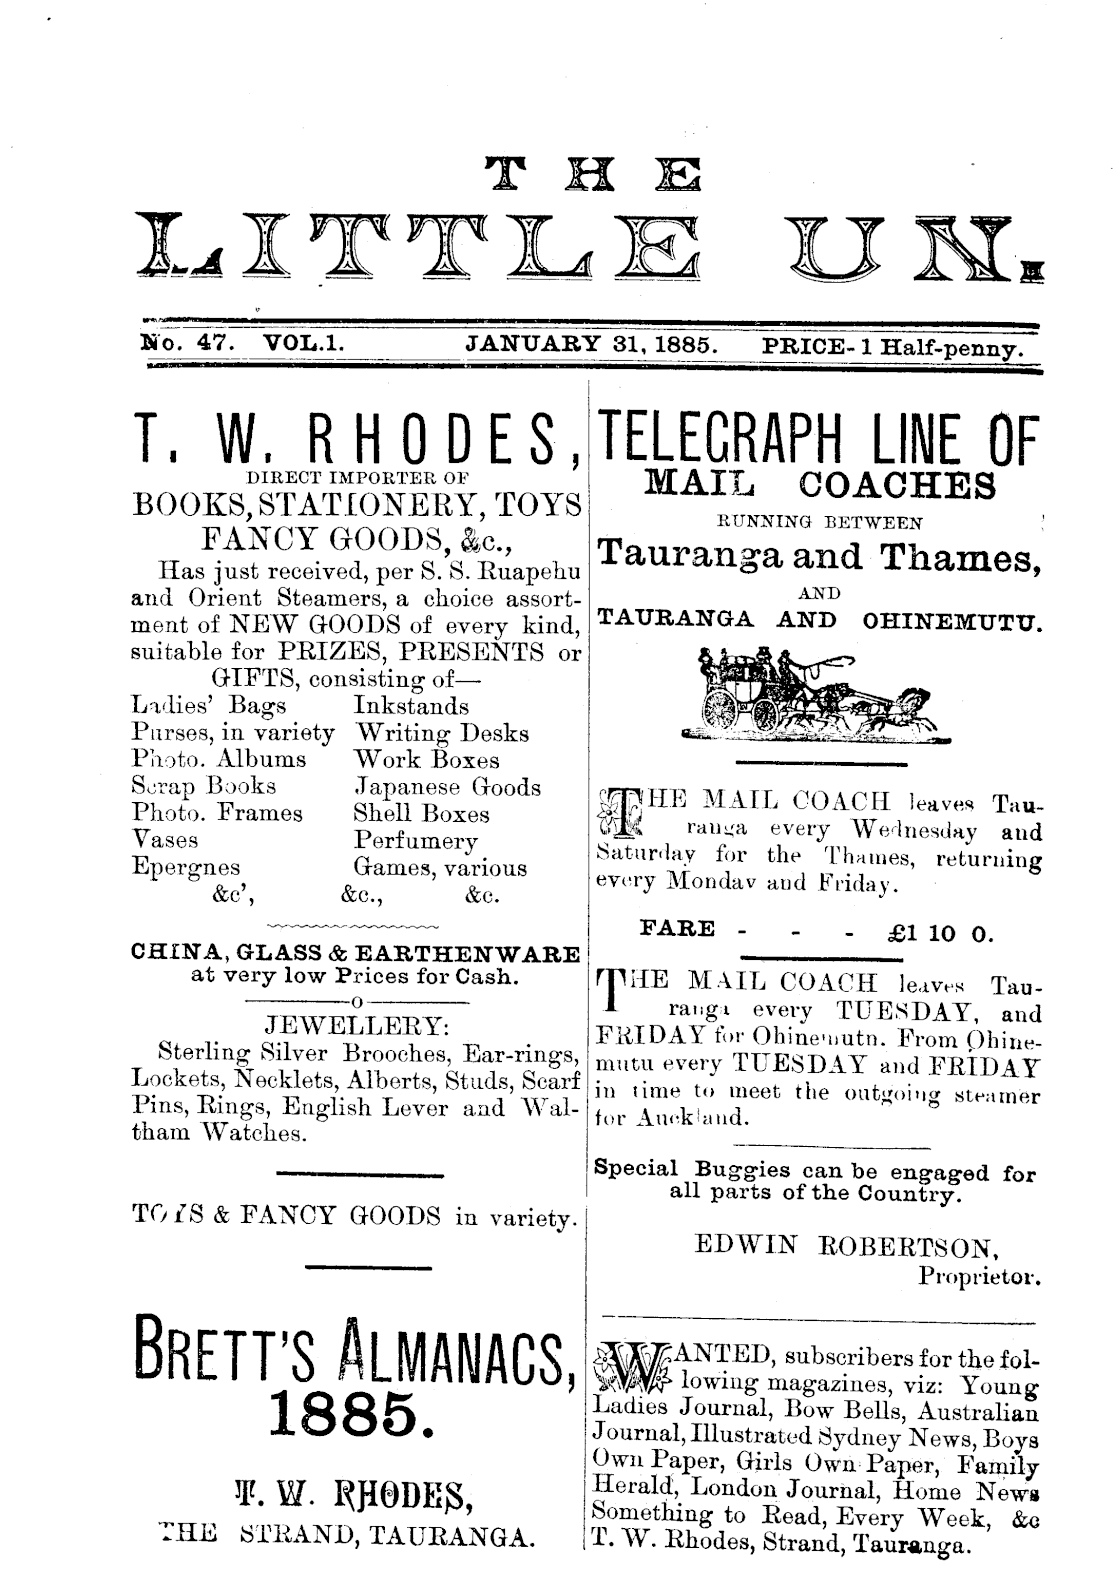 THE
LITTLE UN.
No. 47. VOL.1. JANUARY 31, 1885. PRICE- 1 Half-penny.
T. W. RHODES,
DIRECT IMPORTER OF
BOOKS, STATIONERY, TOYS
FANCY GOODS, &c.,
Has just received, per S. S. Ruapehu
and Orient Steamers, a choice assort-
ment of NEW GOODS of every kind,
suitable for PRIZES, PRESENTS or
GIFTS, consisting of—
Ladies' Bags Inkstands
Purses, in variety Writing Desks
Photo. Albums Work Boxes
Scrap Books Japanese Goods
Photo. Frames Shell Boxes
Vases Perfumery
Epergnes Games, various
&c', &c., &c.
CHINA, GLASS & EARTHENWARE
at very low Prices for Cash.
O
JEWELLERY:
Sterling Silver Brooches, Ear-rings,
Lockets, Necklets, Alberts, Studs, Scarf
Pins, Rings, English Lever and Wal-
tham Watches.
TOYS & FANCY GOODS in variety.
BRETT'S ALMANACS,
1885.
T. W. RHODES,
THE STRAND, TAURANGA.
TELEGRAPH LINE OF
MAIL COACHES
RUNNING BETWEEN
Tauranga and Thames,
AND
TAURANGA AND OHINEMUTU.
THE MAIL COACH leaves Tau-
ranga every Wednesday and
Saturday for the Thames, returning
every Monday and Friday.
FARE - - - £1 10 0.
THE MAIL COACH leaves Tau-
ranga every TUESDAY, and
FRIDAY for Ohinemutn. From Ohine-
mutu every TUESDAY and FRIDAY
in time to meet the outgoing steamer
for Auckland.
Special Buggies can be engaged for
all parts of the Country.
EDWIN ROBERTSON,
Proprietor.
WANTED, subscribers for the fol-
lowing magazines, viz: Young
Ladies Journal, Bow Bells, Australian
Journal, Illustrated Sydney News, Boys
Own Paper, Girls Own Paper, Family
Herald, London Journal, Home News
Something to Read, Every Week, &c
T. W. Rhodes, Strand, Tauranga.